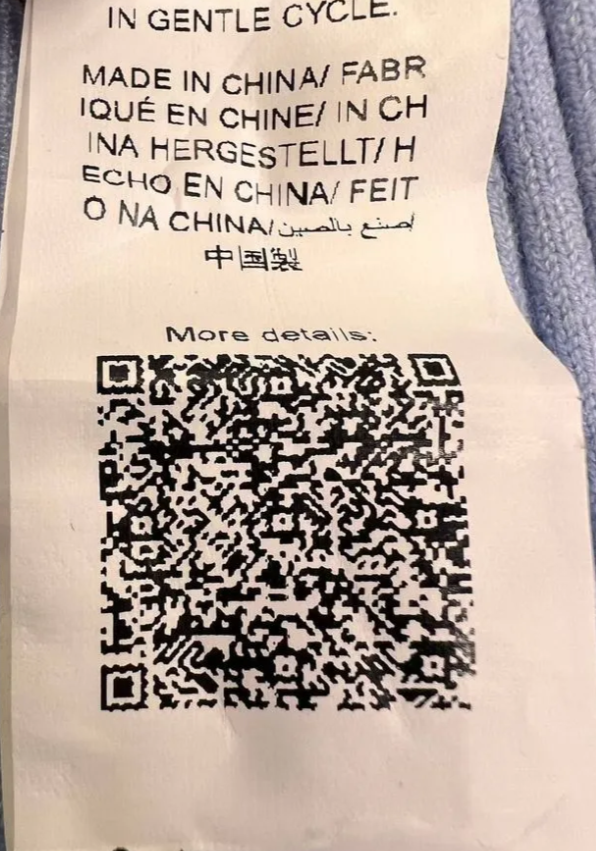 IN GENTLE CYCLE.
MADE IN CHINA/ FABR
IQUÉ EN CHINE/ IN CH
INA HERGESTELLT/ H
ECHO EN CHINA/ FEIT
O NA CHINA/صنع بالصين
中国製
More details: